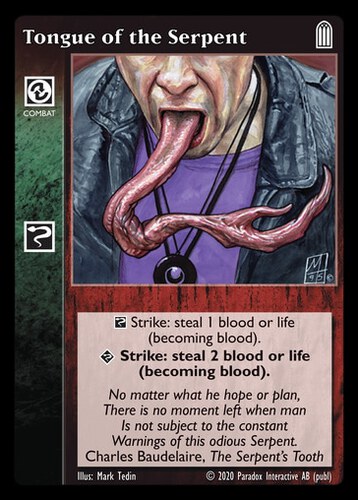 Tongue of the Serpent
COMBAT
M
95©
Strike: steal 1 blood or life
(becoming blood).
Strike: steal 2 blood or life
(becoming blood).
No matter what he hope or plan,
There is no moment left when man
Is not subject to the constant
Warnings of this odious Serpent.
Charles Baudelaire, The Serpent's Tooth
Illus: Mark Tedin
© 2020 Paradox Interactive AB (publ)